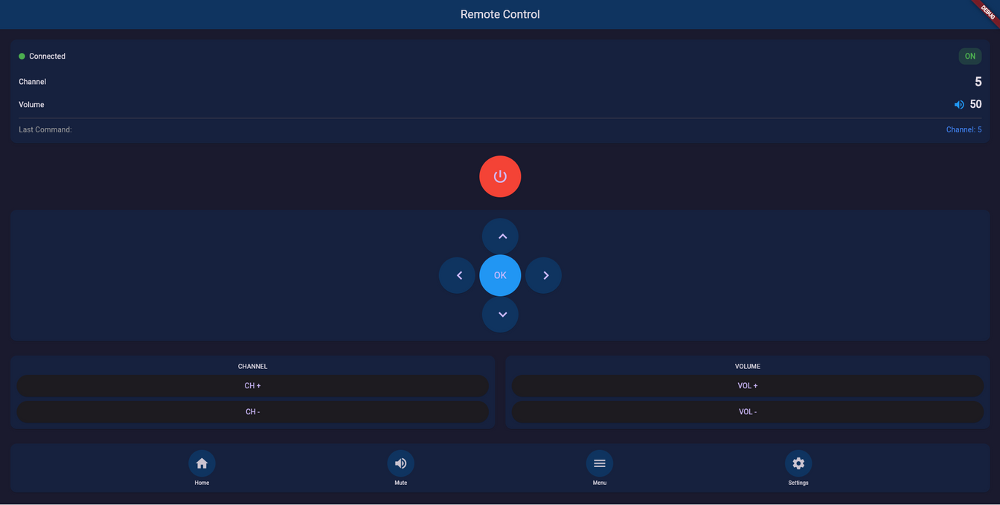 Remote Control
DEBUG
Connected
ON
Channel
5
Volume
50
Last Command:
Channel: 5
OK
CHANNEL
CH +
CH -
VOLUME
VOL +
VOL -
Home
Mute
Menu
Settings